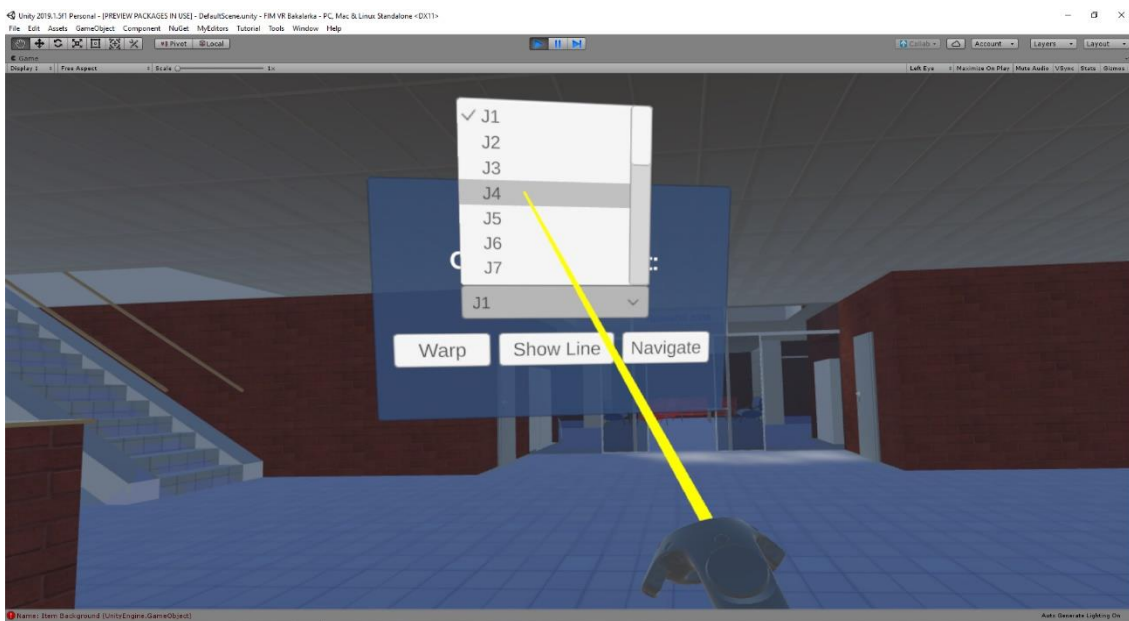 Unity 2019.1.5f1 Personal - [PREVIEW PACKAGES IN USE] - DefaultScene.unity - FIM VR Bakalarka - PC, Mac & Linux Standalone <DX11>
File Edit Assets GameObject Component NuGet MyEditors Tutorial Tools Window Help
Pivot Local Collab Account Layers Layout
Game
Display 1 Free Aspect Scale 1x Left Eye Maximize On Play Mute Audio VSync Stats Gizmos
J1
J2
J3
J4
J5
J6
J7
J1
Warp Show Line Navigate
Name: Item Background (UnityEngine.GameObject) Auto Generate Lighting On